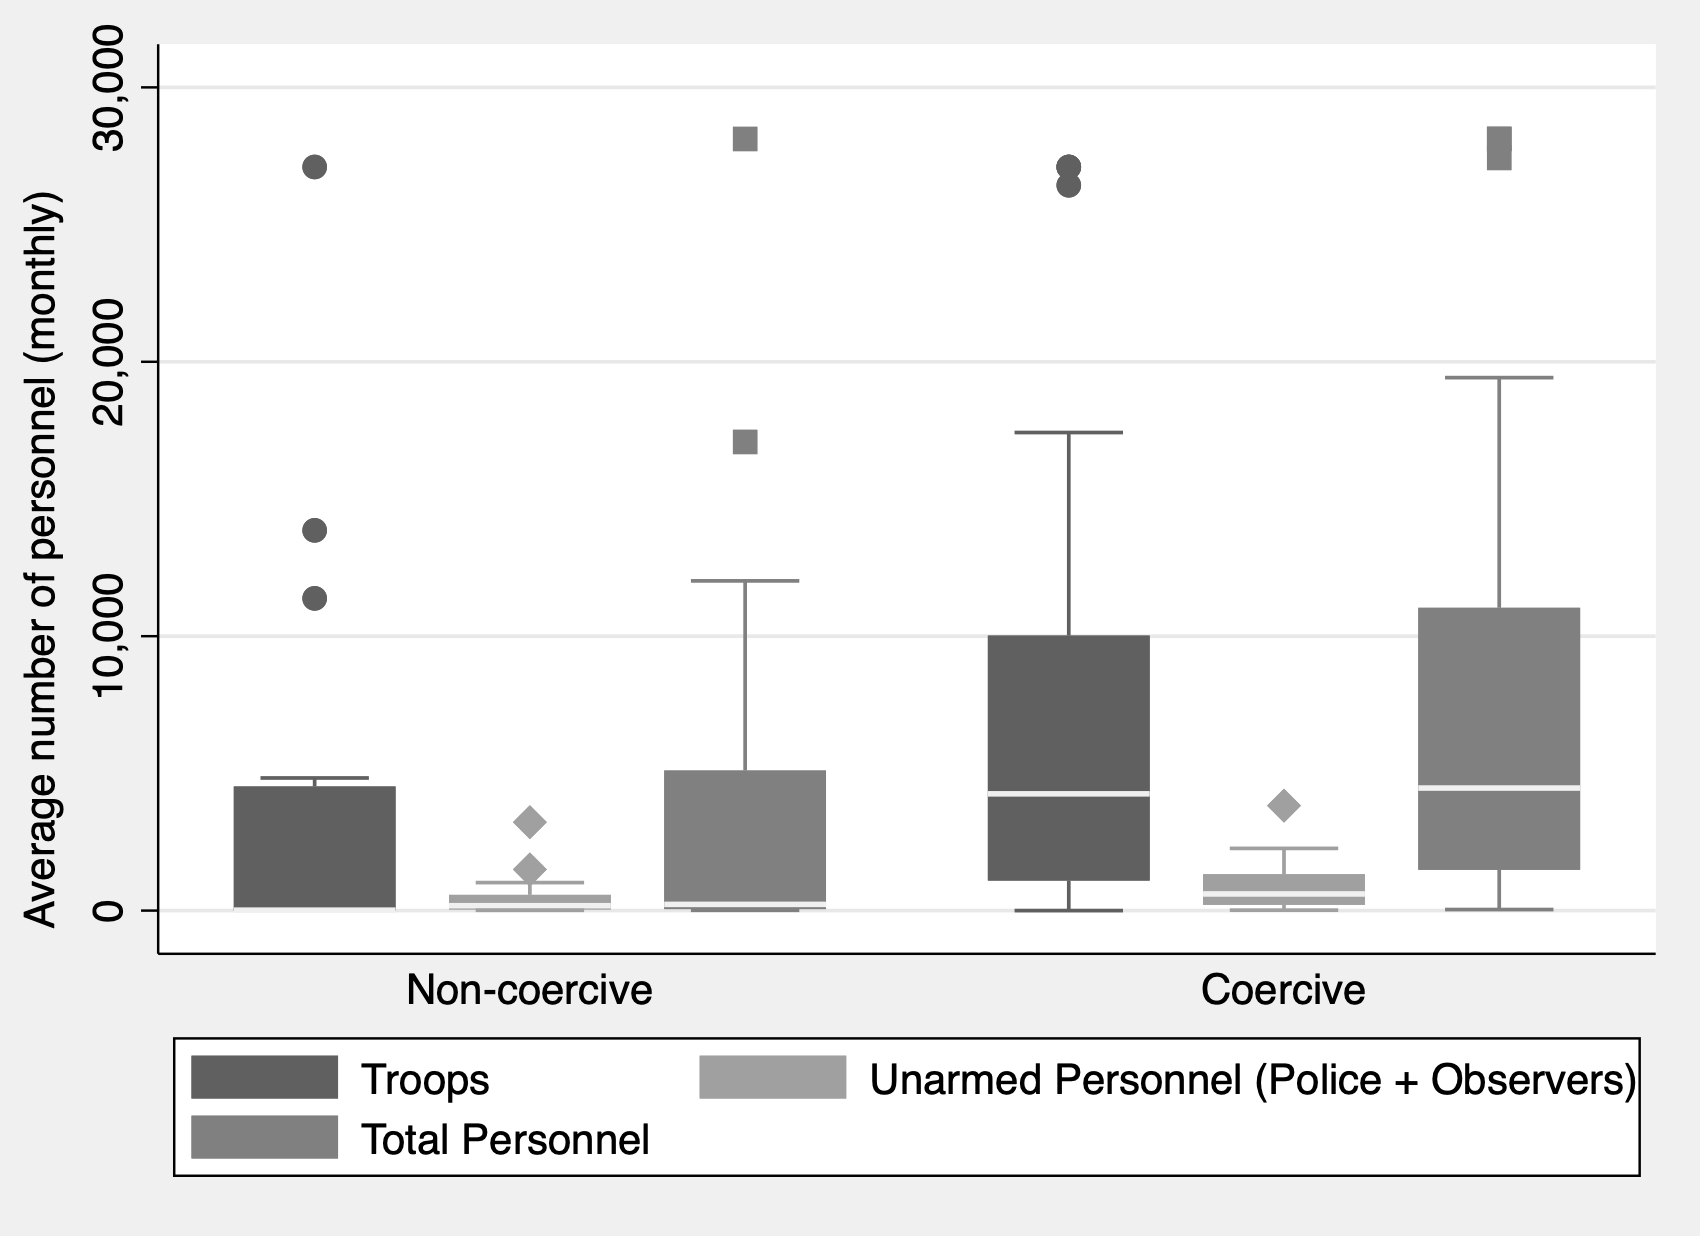 Average number of personnel (monthly)
30,000
20,000
10,000
0
Non-coercive Coercive
Troops Unarmed Personnel (Police + Observers)
Total Personnel